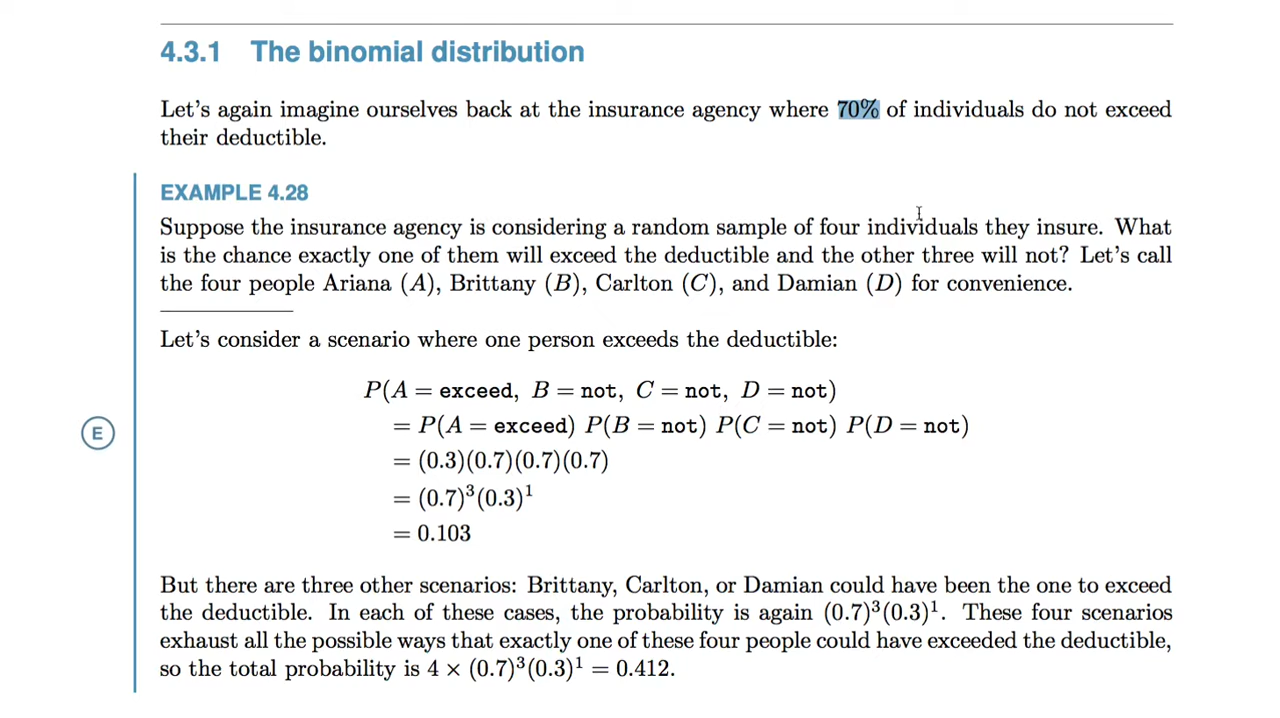 4.3.1 The binomial distribution
Let's again imagine ourselves back at the insurance agency where 70% of individuals do not exceed
their deductible.
EXAMPLE 4.28
Suppose the insurance agency is considering a random sample of four individuals they insure. What
is the chance exactly one of them will exceed the deductible and the other three will not? Let's call
the four people Ariana (A), Brittany (B), Carlton (C), and Damian (D) for convenience.
Let's consider a scenario where one person exceeds the deductible:
P(A = exceed, B = not, C = not, D = not)
= P(A = exceed) P(B = not) P(C = not) P(D = not)
= (0.3)(0.7)(0.7)(0.7)
= (0.7)³(0.3)¹
= 0.103
E
But there are three other scenarios: Brittany, Carlton, or Damian could have been the one to exceed
the deductible. In each of these cases, the probability is again (0.7)³(0.3)¹. These four scenarios
exhaust all the possible ways that exactly one of these four people could have exceeded the deductible,
so the total probability is 4 × (0.7)³(0.3)¹ = 0.412.